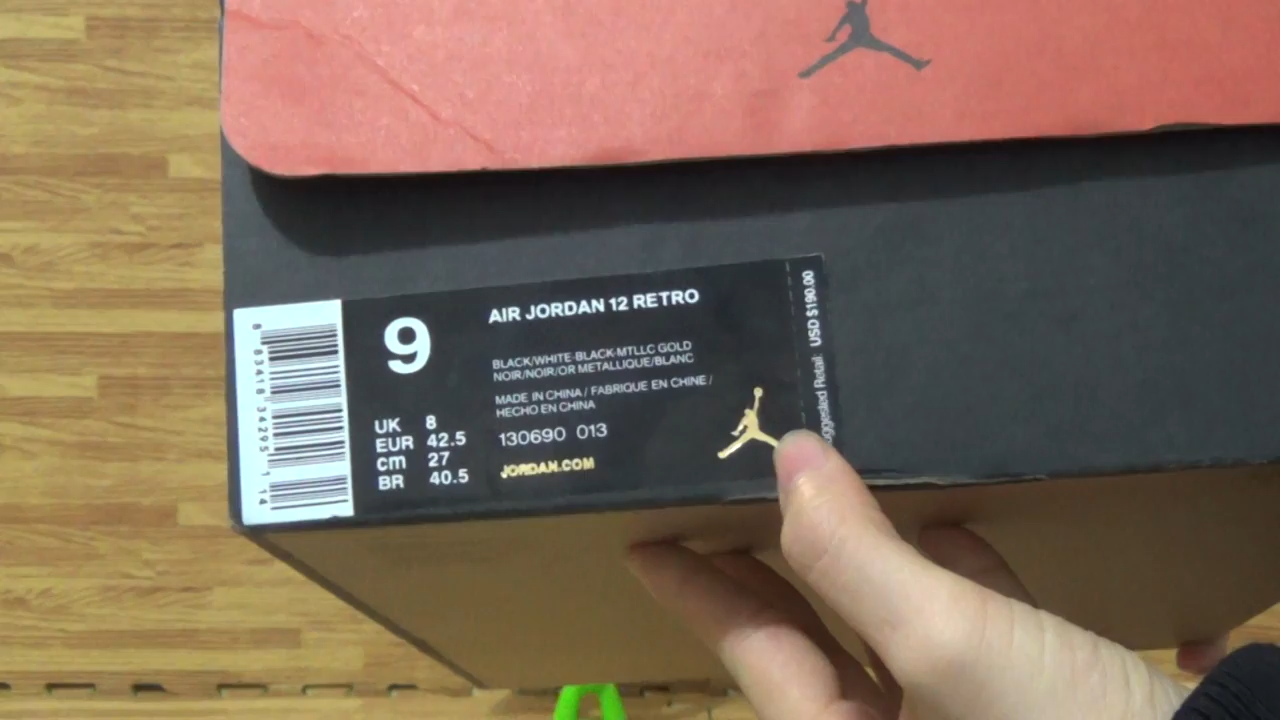 9
AIR JORDAN 12 RETRO
BLACK/WHITE-BLACK-MTLLC GOLD
NOIR/NOIR/OR METALLIQUE/BLANC
MADE IN CHINA / FABRIQUE EN CHINE /
HECHO EN CHINA
130690 013
JORDAN.COM
UK 8
EUR 42.5
cm 27
BR 40.5
Retail: USD $190.00